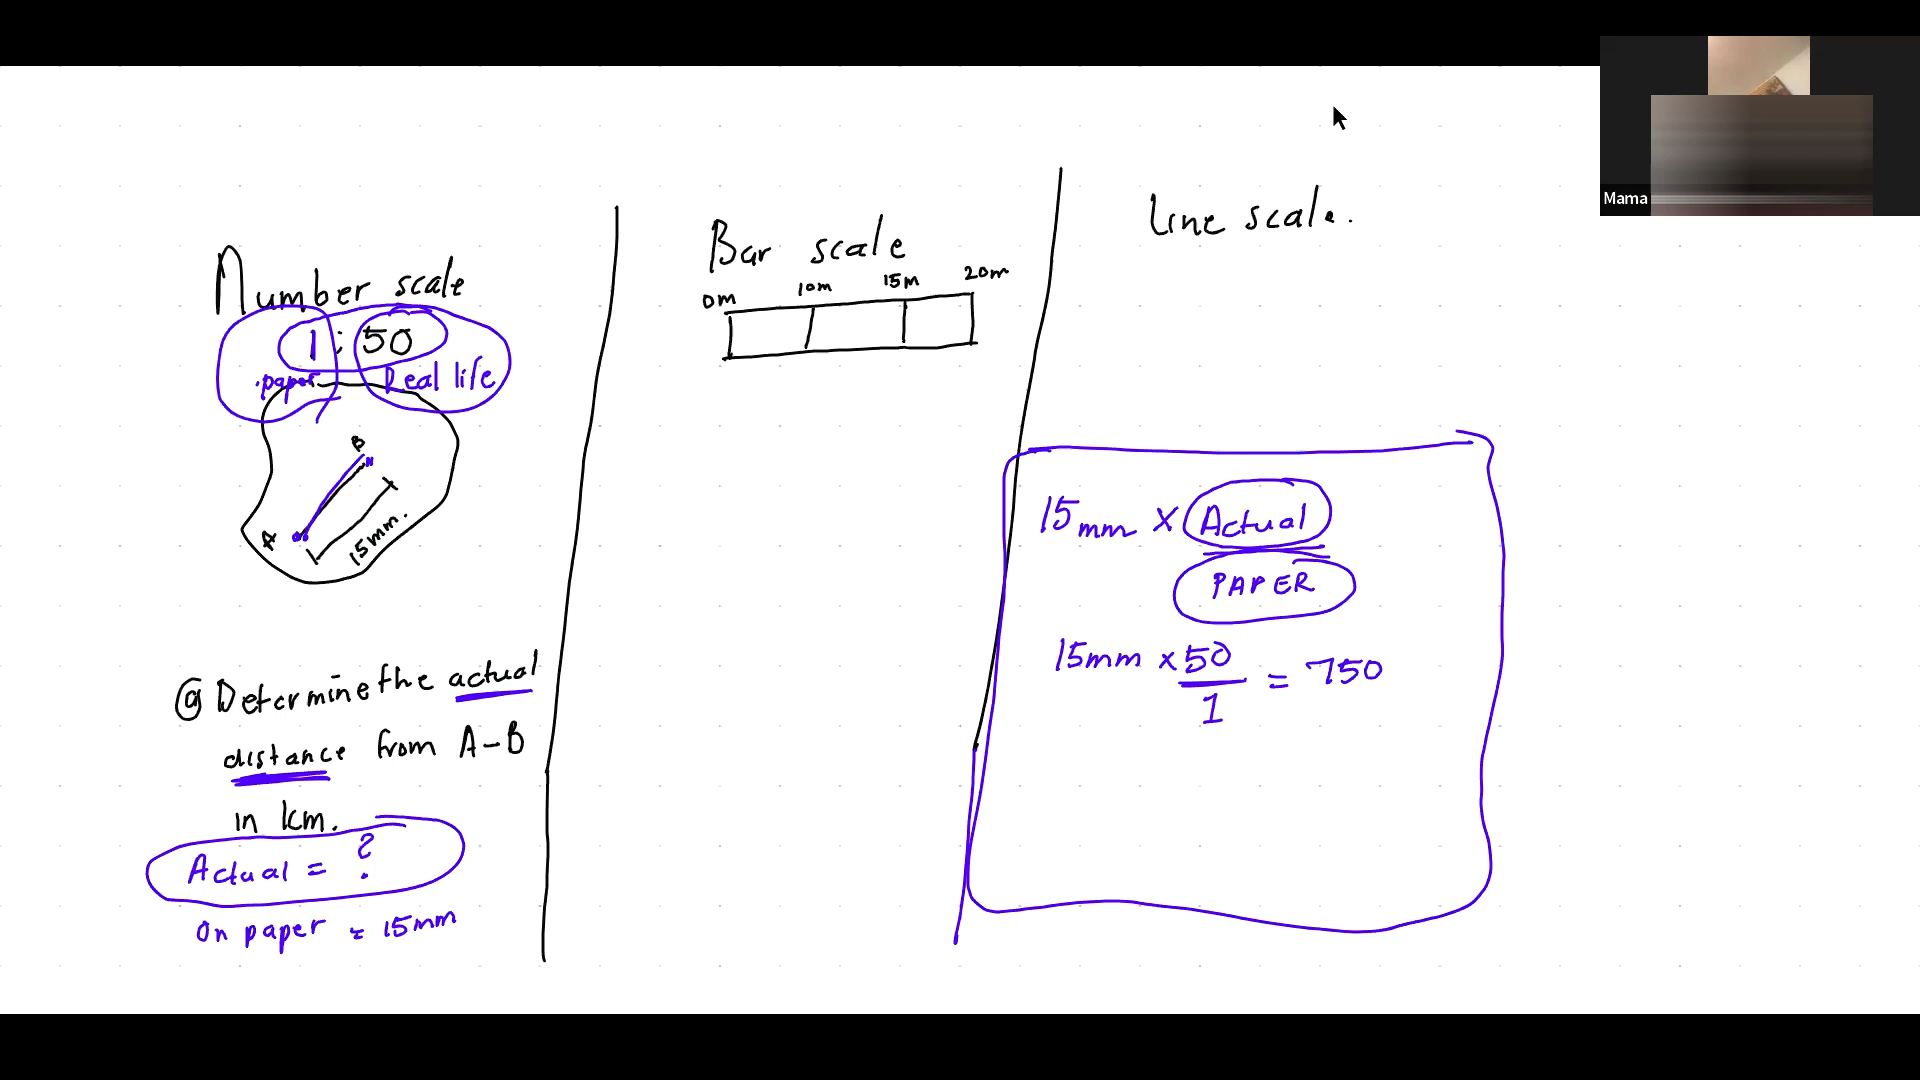 Number scale
1 : 50
paper Real life
B
A
15mm.
@ Determine the actual
distance from A-B
in km.
Actual = ?
On paper = 15mm
Bar scale
0m 10m 15m 20m
Line scale.
15mm x Actual
PAPER
15mm x 50 = 750
1
Mama